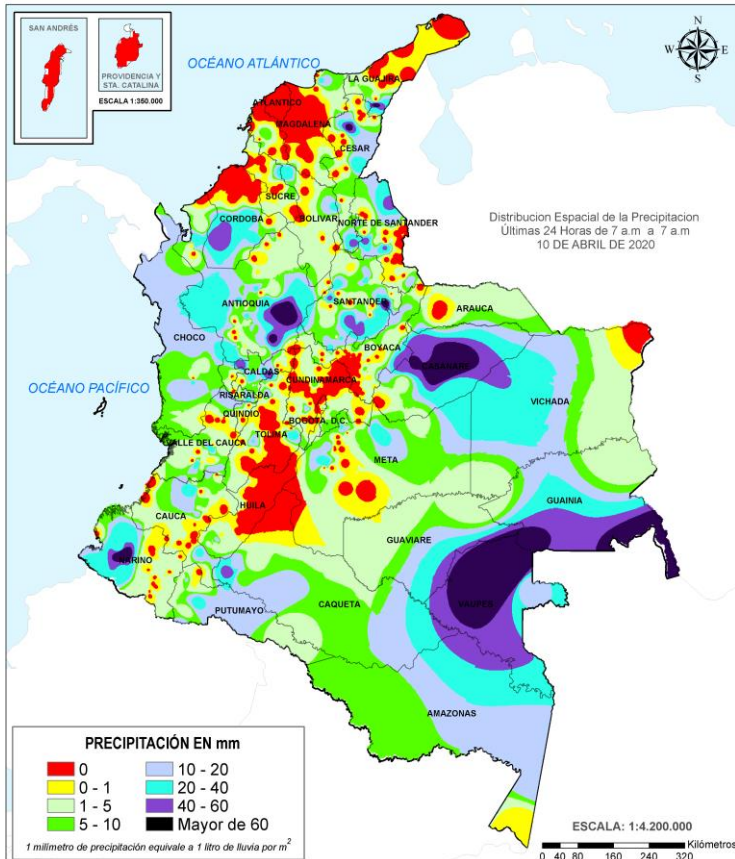 SAN ANDRÉS
PROVIDENCIA Y
STA. CATALINA
ESCALA 1:350.000
OCÉANO ATLÁNTICO
N
W
E
S
LA GUAJIRA
ATLANTICO
MAGDALENA
CESAR
SUCRE
CORDOBA
BOLIVAR
NORTE DE SANTANDER
Distribucion Espacial de la Precipitacion
Últimas 24 Horas de 7 a.m a 7 a.m
10 DE ABRIL DE 2020
ANTIOQUIA
SANTANDER
ARAUCA
CHOCO
BOYACA
CASANARE
OCÉANO PACÍFICO
CALDAS
CUNDINAMARCA
RISARALDA
VICHADA
QUINDIO
BOGOTA, D.C.
TOLIMA
VALLE DEL CAUCA
META
GUAINIA
HUILA
CAUCA
GUAVIARE
NARIÑO
CAQUETA
VAUPES
PUTUMAYO
AMAZONAS
PRECIPITACIÓN EN mm
0
10 - 20
0 - 1
20 - 40
1 - 5
40 - 60
5 - 10
Mayor de 60
1 milímetro de precipitación equivale a 1 litro de lluvia por m²
ESCALA: 1:4.200.000
Kilómetros
0 40 80 160 240 320